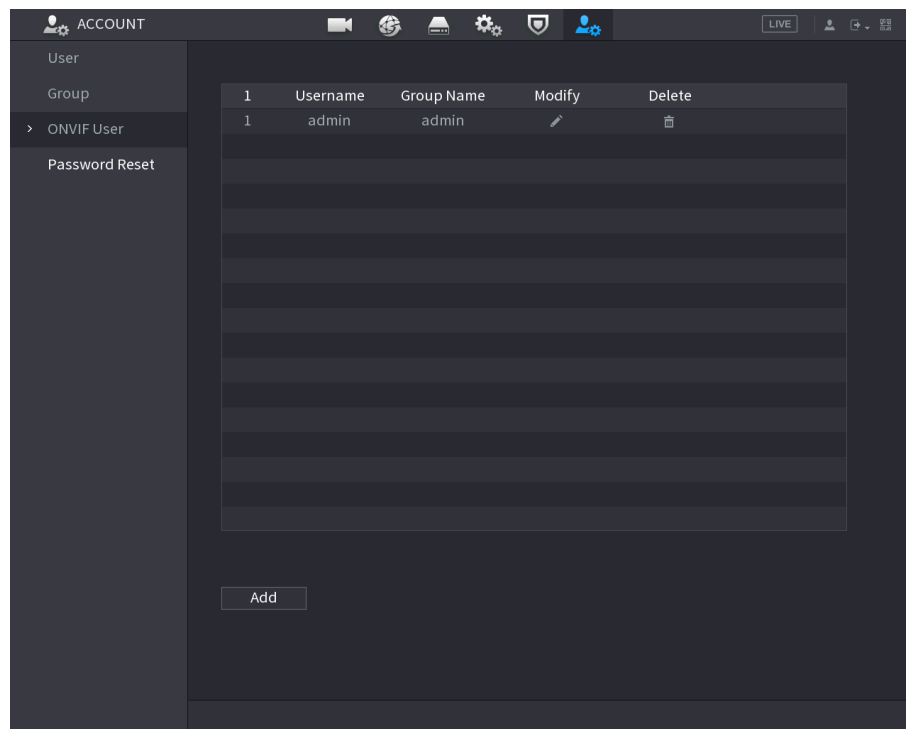 ACCOUNT LIVE
User
Group
ONVIF User
Password Reset
1 Username Group Name Modify Delete
1 admin admin
Add